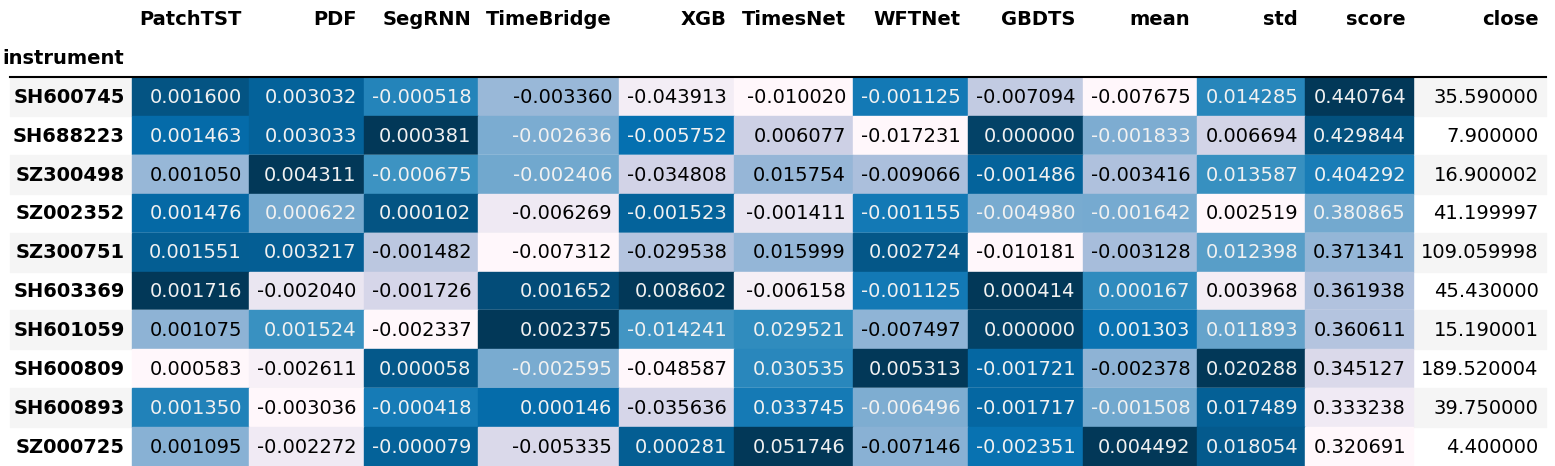 PatchTST PDF SegRNN TimeBridge XGB TimesNet WFTNet GBDTS mean std score close
instrument
SH600745 0.001600 0.003032 -0.000518 -0.003360 -0.043913 -0.010020 -0.001125 -0.007094 -0.007675 0.014285 0.440764 35.590000
SH688223 0.001463 0.003033 0.000381 -0.002636 -0.005752 0.006077 -0.017231 0.000000 -0.001833 0.006694 0.429844 7.900000
SZ300498 0.001050 0.004311 -0.000675 -0.002406 -0.034808 0.015754 -0.009066 -0.001486 -0.003416 0.013587 0.404292 16.900002
SZ002352 0.001476 0.000622 0.000102 -0.006269 -0.001523 -0.001411 -0.001155 -0.004980 -0.001642 0.002519 0.380865 41.199997
SZ300751 0.001551 0.003217 -0.001482 -0.007312 -0.029538 0.015999 0.002724 -0.010181 -0.003128 0.012398 0.371341 109.059998
SH603369 0.001716 -0.002040 -0.001726 0.001652 0.008602 -0.006158 -0.001125 0.000414 0.000167 0.003968 0.361938 45.430000
SH601059 0.001075 0.001524 -0.002337 0.002375 -0.014241 0.029521 -0.007497 0.000000 0.001303 0.011893 0.360611 15.190001
SH600809 0.000583 -0.002611 0.000058 -0.002595 -0.048587 0.030535 0.005313 -0.001721 -0.002378 0.020288 0.345127 189.520004
SH600893 0.001350 -0.003036 -0.000418 0.000146 -0.035636 0.033745 -0.006496 -0.001717 -0.001508 0.017489 0.333238 39.750000
SZ000725 0.001095 -0.002272 -0.000079 -0.005335 0.000281 0.051746 -0.007146 -0.002351 0.004492 0.018054 0.320691 4.400000